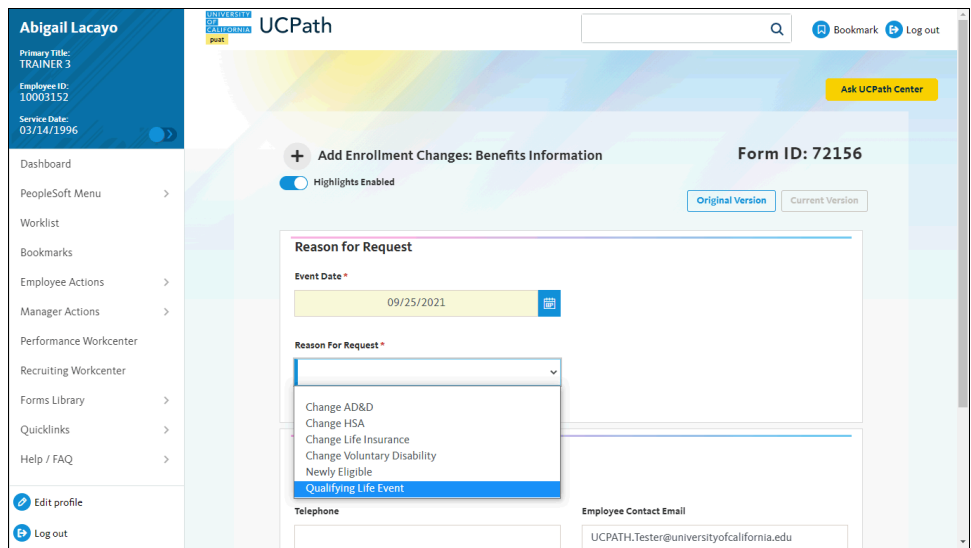 Abigail Lacayo
Primary Title:
TRAINER 3
Employee ID:
10003152
Service Date:
03/14/1996
Dashboard
PeopleSoft Menu
Worklist
Bookmarks
Employee Actions
Manager Actions
Performance Workcenter
Recruiting Workcenter
Forms Library
Quicklinks
Help / FAQ
Edit profile
Log out
UNIVERSITY
OF
CALIFORNIA
puat
UCPath
Bookmark
Log out
Ask UCPath Center
Add Enrollment Changes: Benefits Information
Form ID: 72156
Highlights Enabled
Original Version
Current Version
Reason for Request
Event Date *
09/25/2021
Reason For Request *
Change AD&D
Change HSA
Change Life Insurance
Change Voluntary Disability
Newly Eligible
Qualifying Life Event
Telephone
Employee Contact Email
UCPATH.Tester@universityofcalifornia.edu